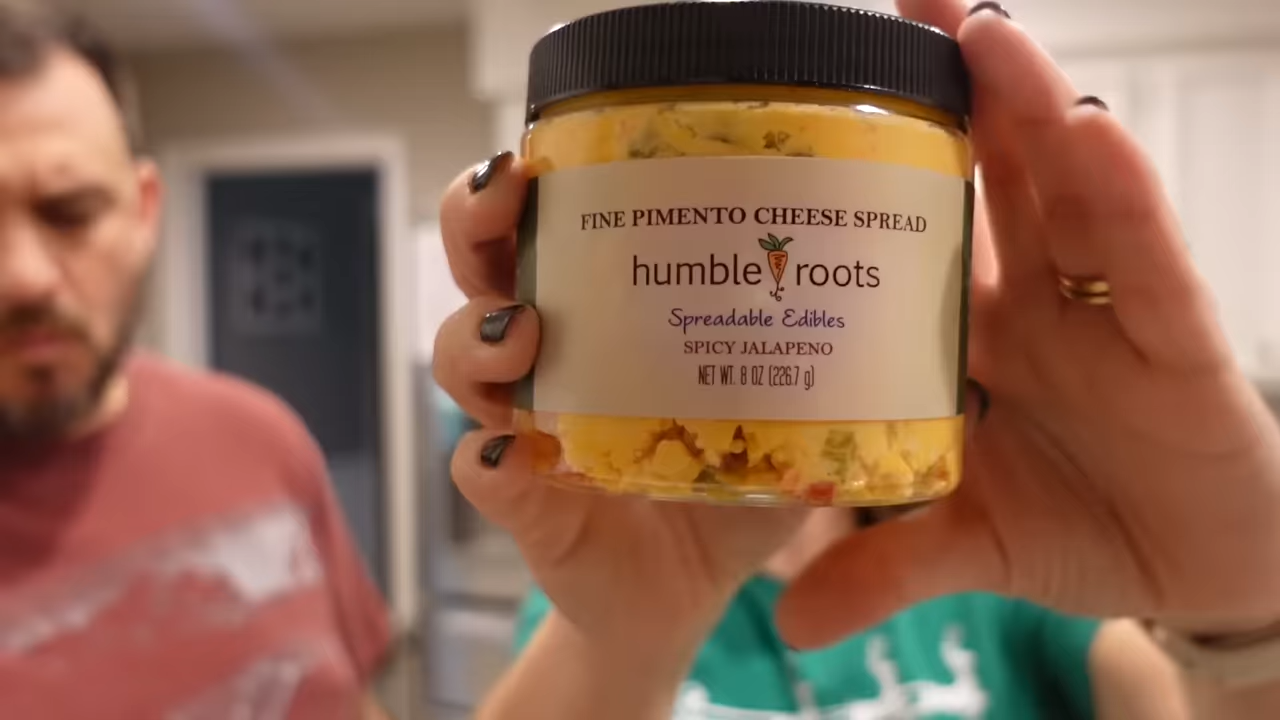 FINE PIMENTO CHEESE SPREAD
humble roots
Spreadable Edibles
SPICY JALAPENO
NET WT. 8 OZ (226.7 g)